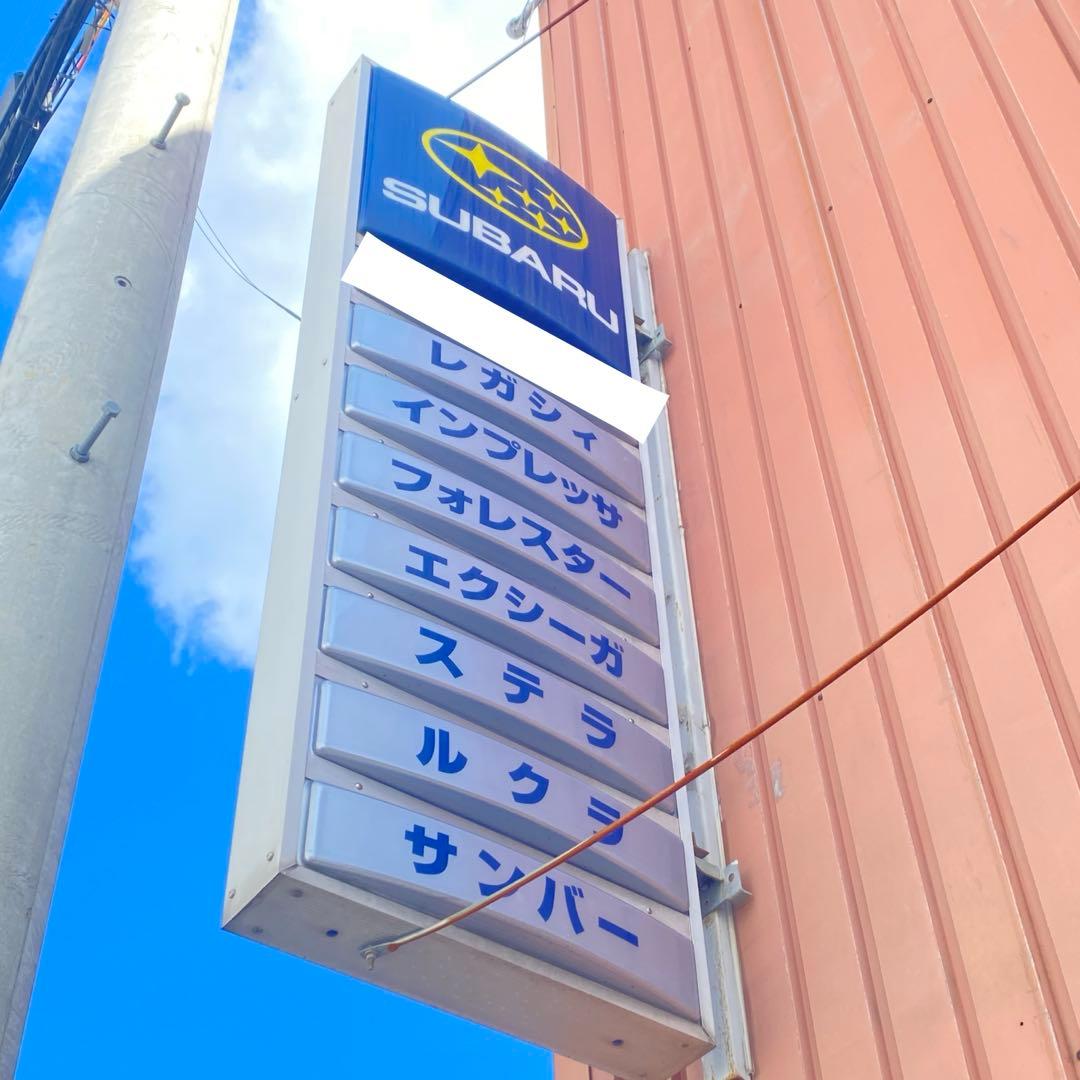 SUBARU
レガシィ
インプレッサ
フォレスター
エクシーガ
ステラ
ルクラ
サンバー